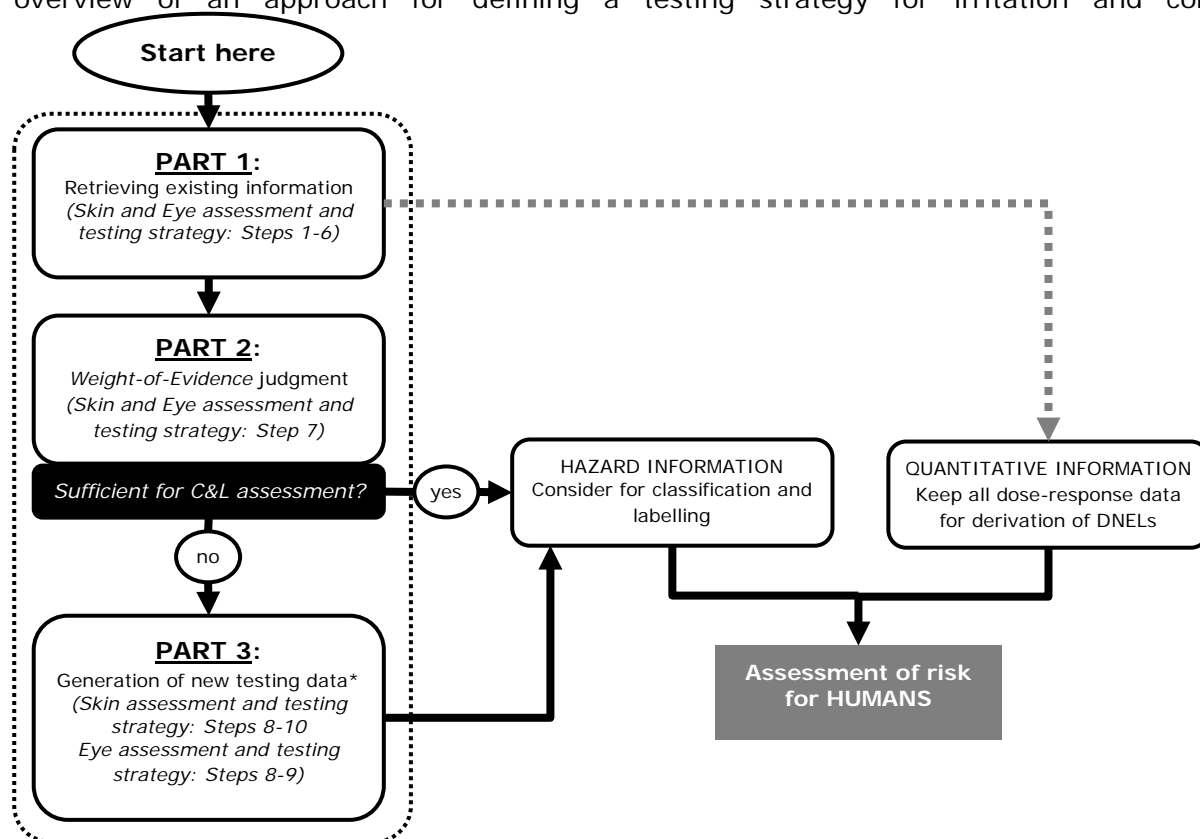 overview of an approach for defining a testing strategy for irritation and
Start here
PART 1:
Retrieving existing information
(Skin and Eye assessment and
testing strategy: Steps 1-6)
PART 2:
Weight-of-Evidence judgment
(Skin and Eye assessment and
testing strategy: Step 7)
Sufficient for C&L assessment?
yes
no
HAZARD INFORMATION
Consider for classification and
labelling
QUANTITATIVE INFORMATION
Keep all dose-response data
for derivation of DNELs
PART 3:
Generation of new testing data*
(Skin assessment and testing
strategy: Steps 8-10
Eye assessment and testing
strategy: Steps 8-9)
Assessment of risk
for HUMANS